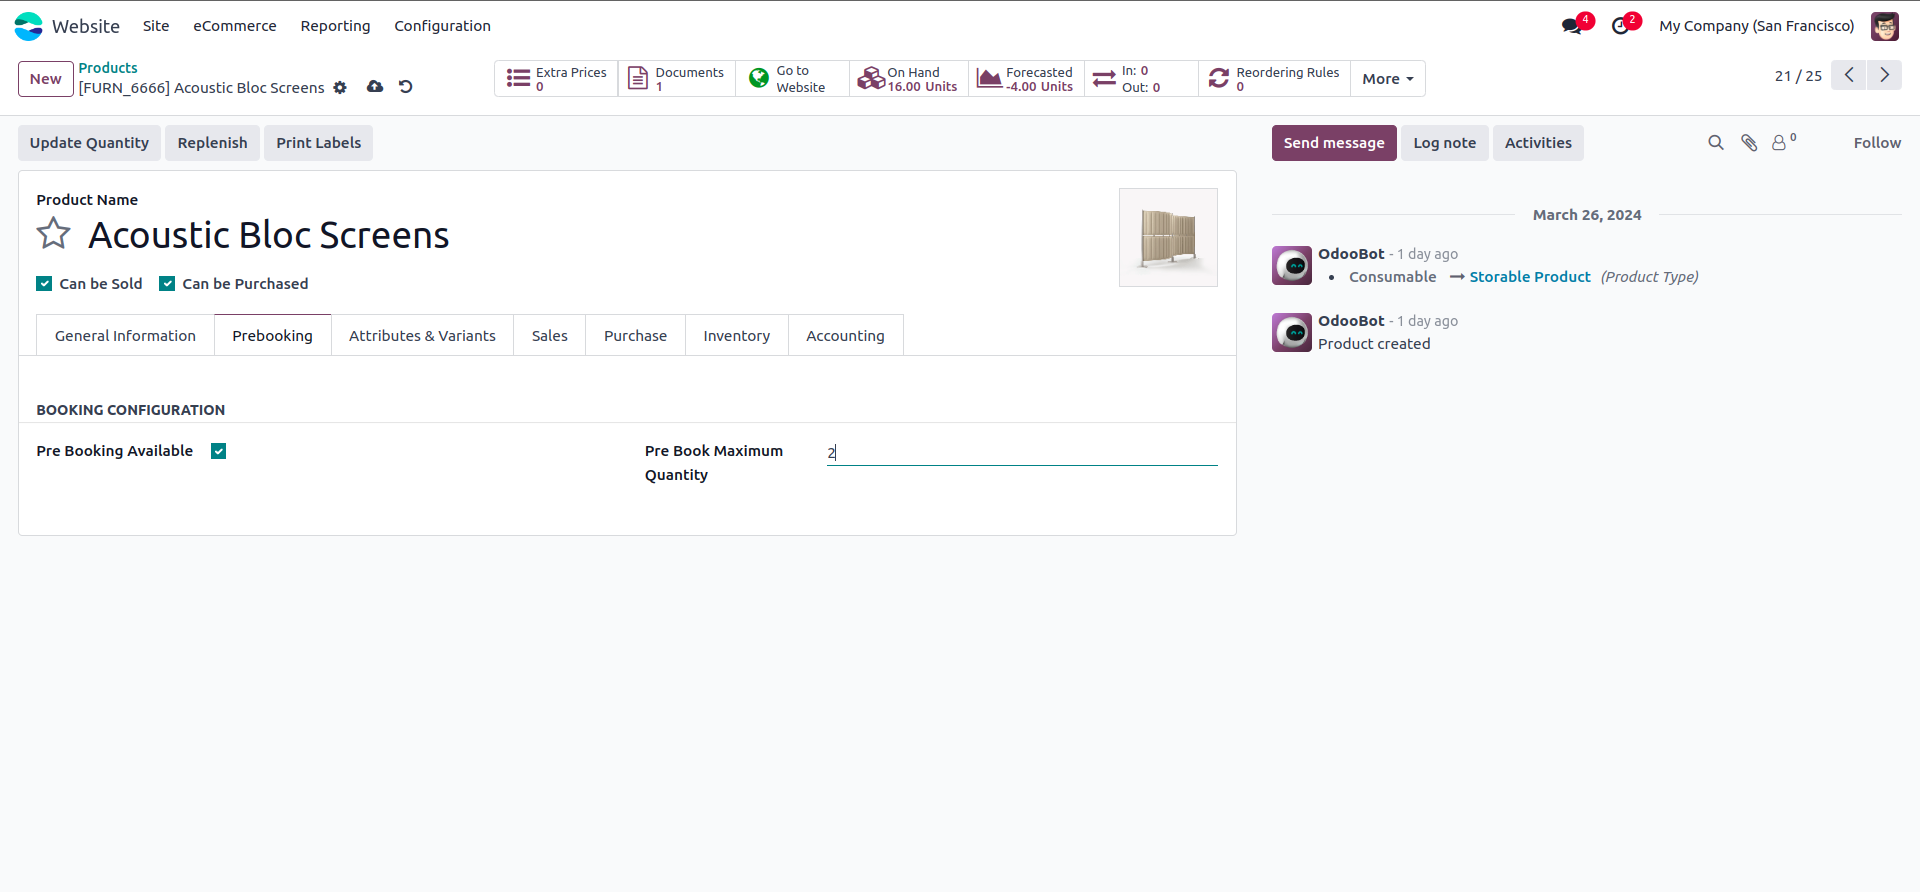 Website Site eCommerce Reporting Configuration 4 2 My Company (San Francisco)
New
Products
[FURN_6666] Acoustic Bloc Screens
Extra Prices
0
Documents
1
Go to
Website
On Hand
16.00 Units
Forecasted
-4.00 Units
In: 0
Out: 0
Reordering Rules
0
More
21 / 25
Update Quantity Replenish Print Labels
Send message Log note Activities 0 Follow
Product Name
Acoustic Bloc Screens
Can be Sold Can be Purchased
General Information Prebooking Attributes & Variants Sales Purchase Inventory Accounting
BOOKING CONFIGURATION
Pre Booking Available
Pre Book Maximum
Quantity
2
March 26, 2024
OdooBot - 1 day ago
• Consumable → Storable Product (Product Type)
OdooBot - 1 day ago
Product created